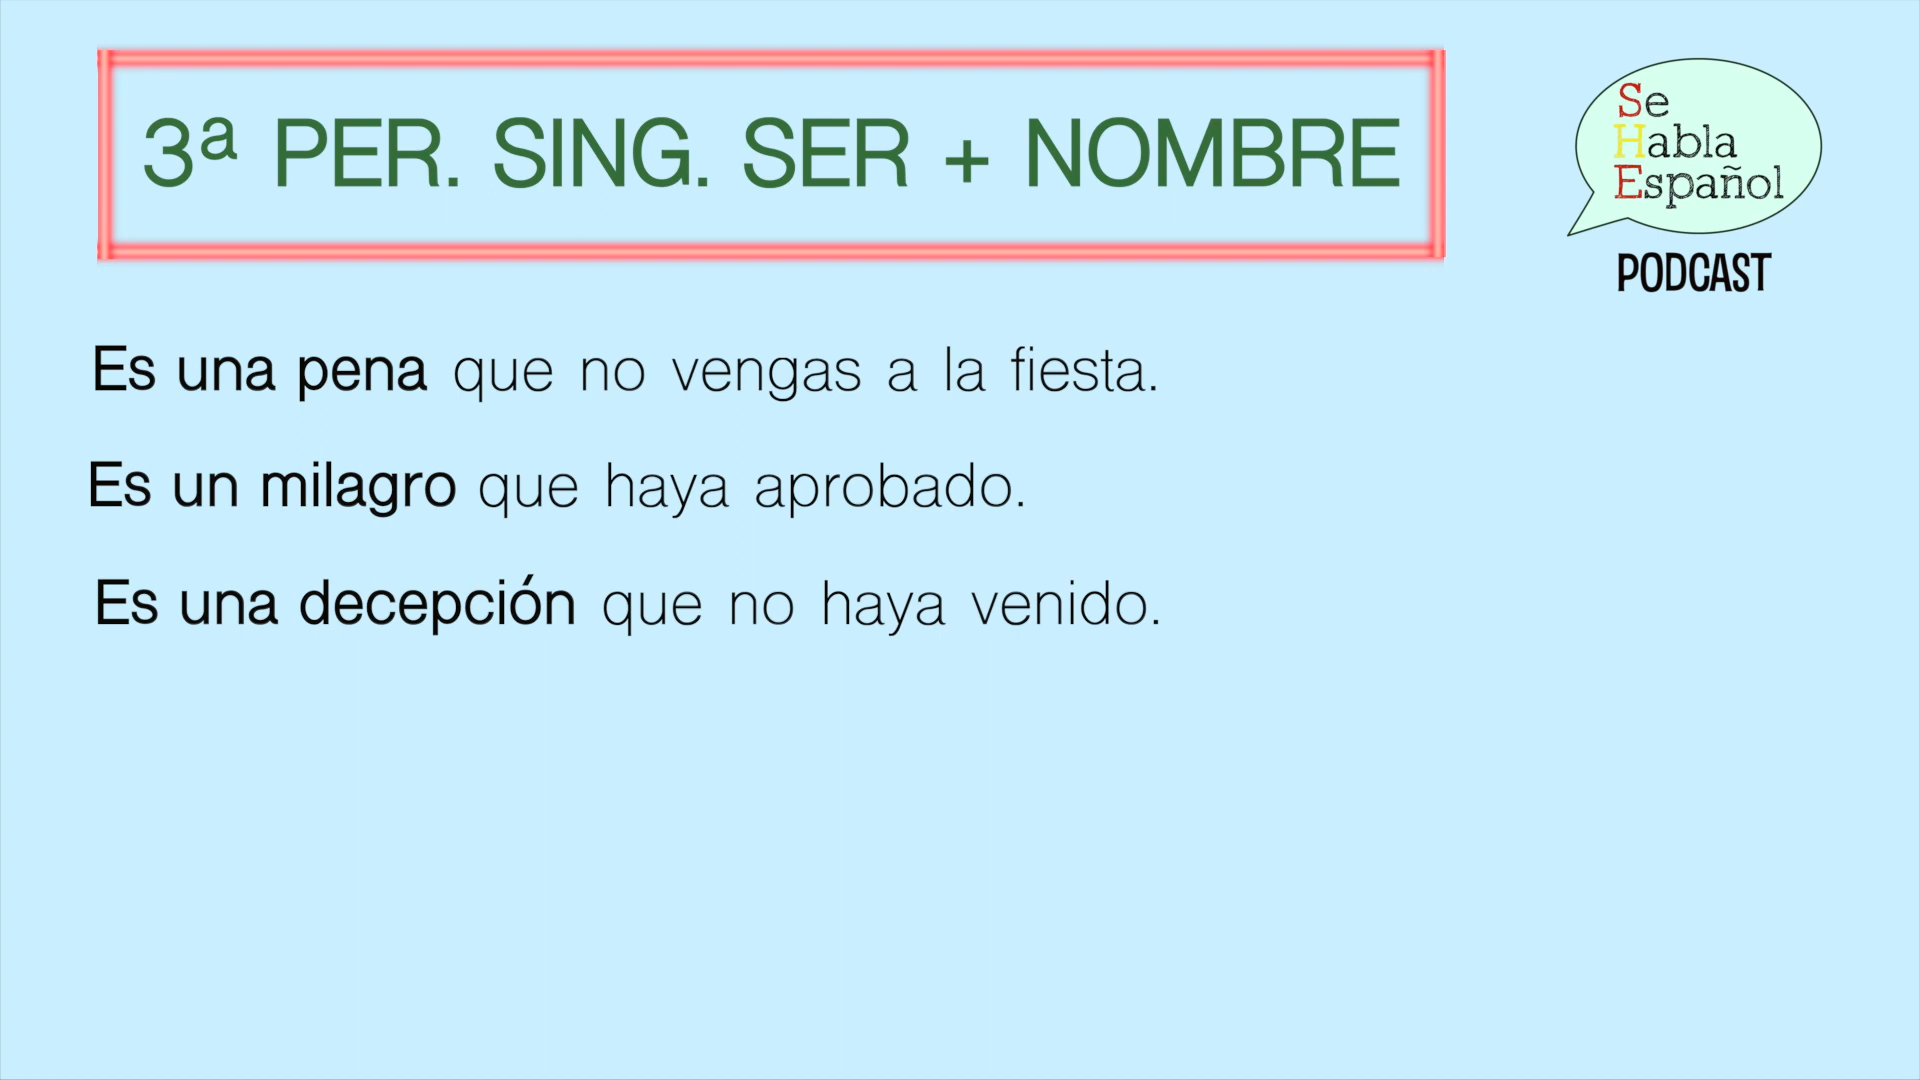 3ª PER. SING. SER + NOMBRE
Se
Habla
Español
PODCAST
Es una pena que no vengas a la fiesta.
Es un milagro que haya aprobado.
Es una decepción que no haya venido.